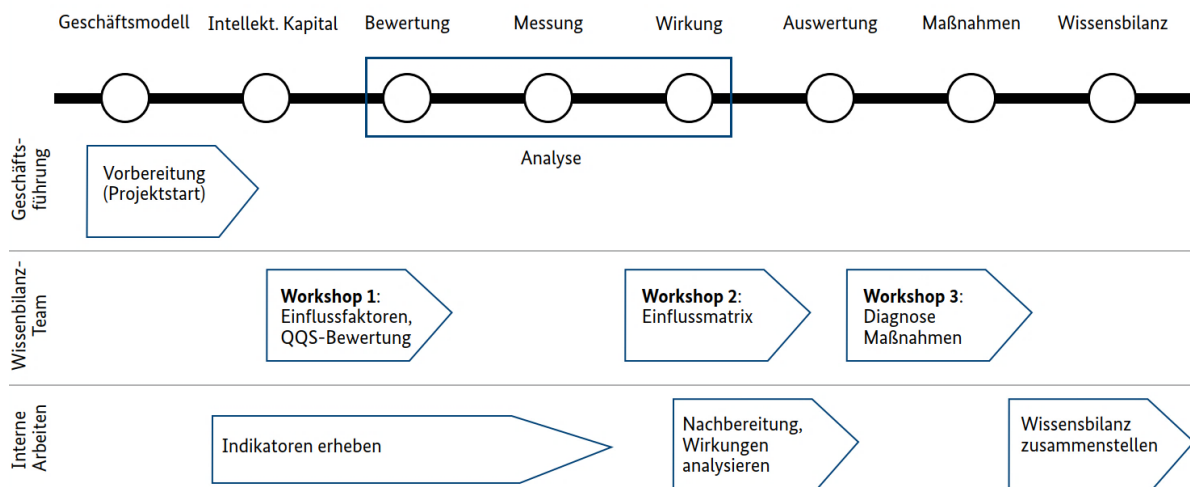 Geschäftsmodell
Intellekt. Kapital
Bewertung
Messung
Wirkung
Auswertung
Maßnahmen
Wissensbilanz
Analyse
Geschäfts-
führung
Vorbereitung
(Projektstart)
Wissenbilanz-
Team
Workshop 1:
Einflussfaktoren,
QQS-Bewertung
Workshop 2:
Einflussmatrix
Workshop 3:
Diagnose
Maßnahmen
Interne
Arbeiten
Indikatoren erheben
Nachbereitung,
Wirkungen
analysieren
Wissensbilanz
zusammenstellen